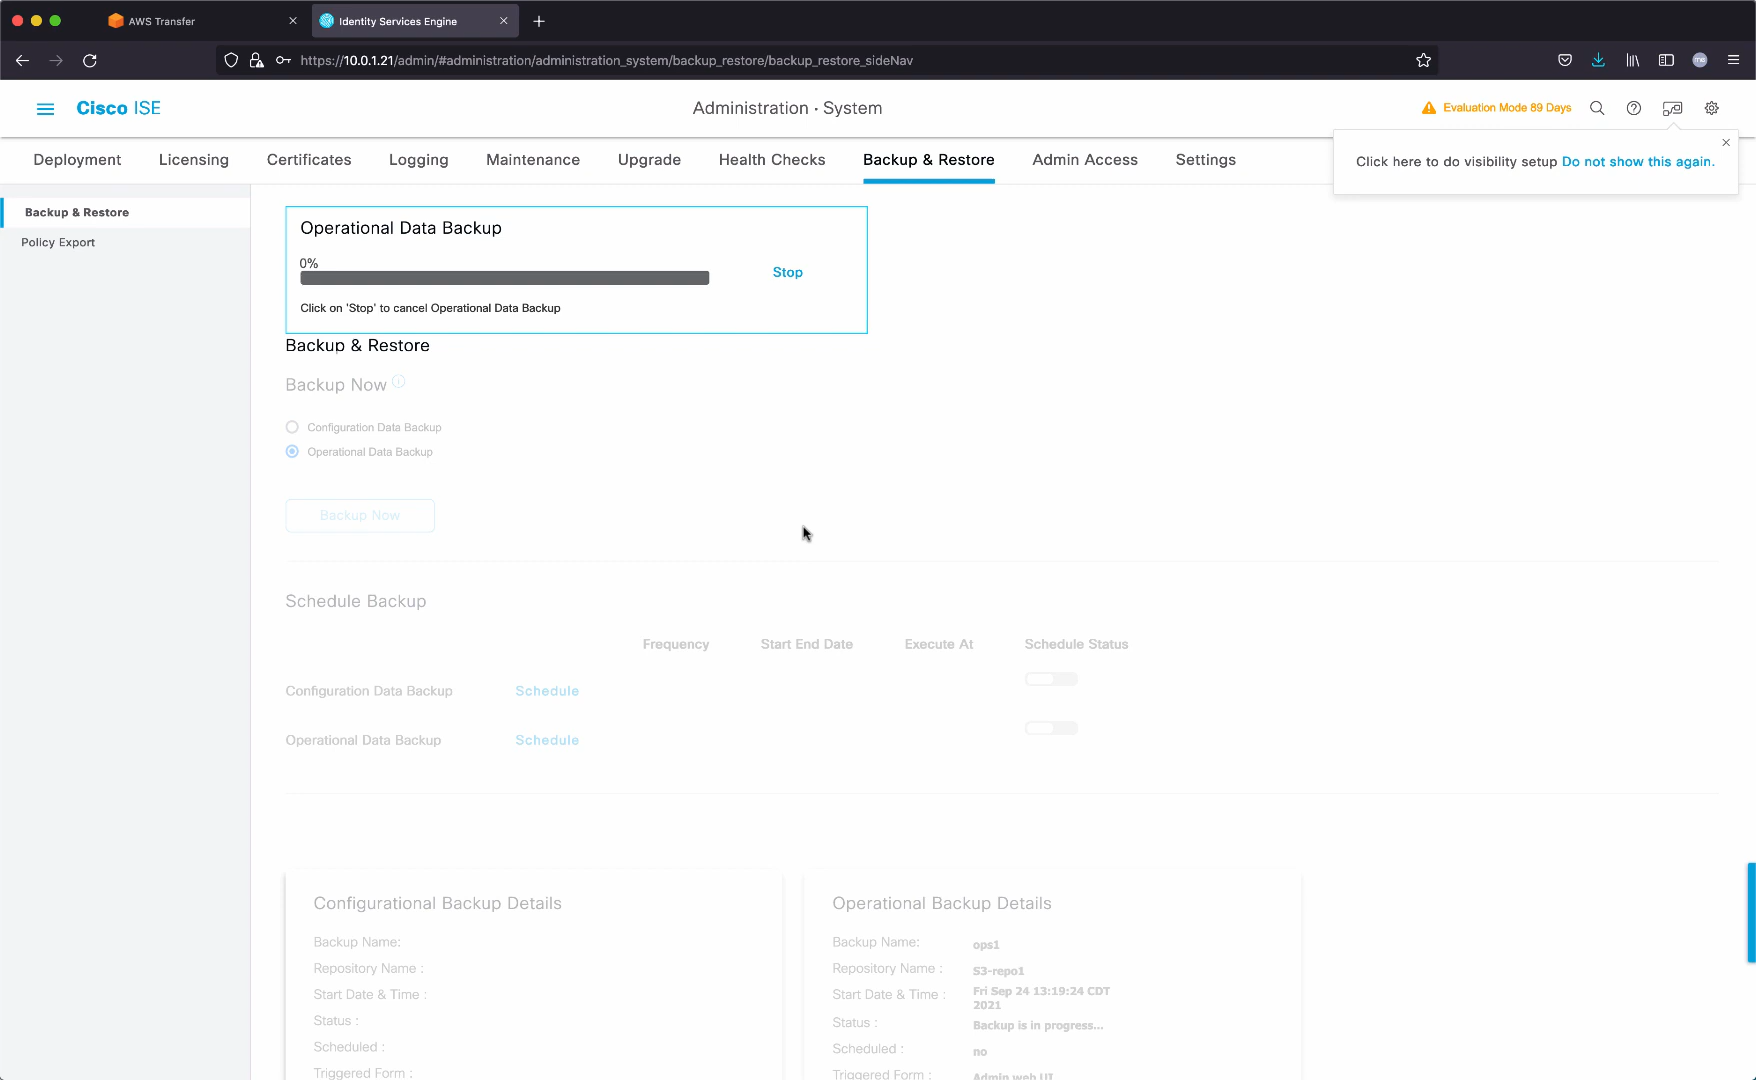 AWS Transfer
Identity Services Engine
https://10.0.1.21/admin/#administration/administration_system/backup_restore/backup_restore_sideNav
me
Cisco ISE
Administration · System
Evaluation Mode 89 Days
Click here to do visibility setup Do not show this again.
Deployment
Licensing
Certificates
Logging
Maintenance
Upgrade
Health Checks
Backup & Restore
Admin Access
Settings
Backup & Restore
Policy Export
Operational Data Backup
0%
Stop
Click on 'Stop' to cancel Operational Data Backup
Backup & Restore
Backup Now
Configuration Data Backup
Operational Data Backup
Backup Now
Schedule Backup
Frequency
Start End Date
Execute At
Schedule Status
Configuration Data Backup
Schedule
Operational Data Backup
Schedule
Configurational Backup Details
Backup Name:
Repository Name :
Start Date & Time :
Status :
Scheduled :
Triggered Form :
Operational Backup Details
Backup Name: ops1
Repository Name : S3-repo1
Start Date & Time : Fri Sep 24 13:19:24 CDT
2021
Status : Backup is in progress...
Scheduled : no
Triggered Form : Admin web UI